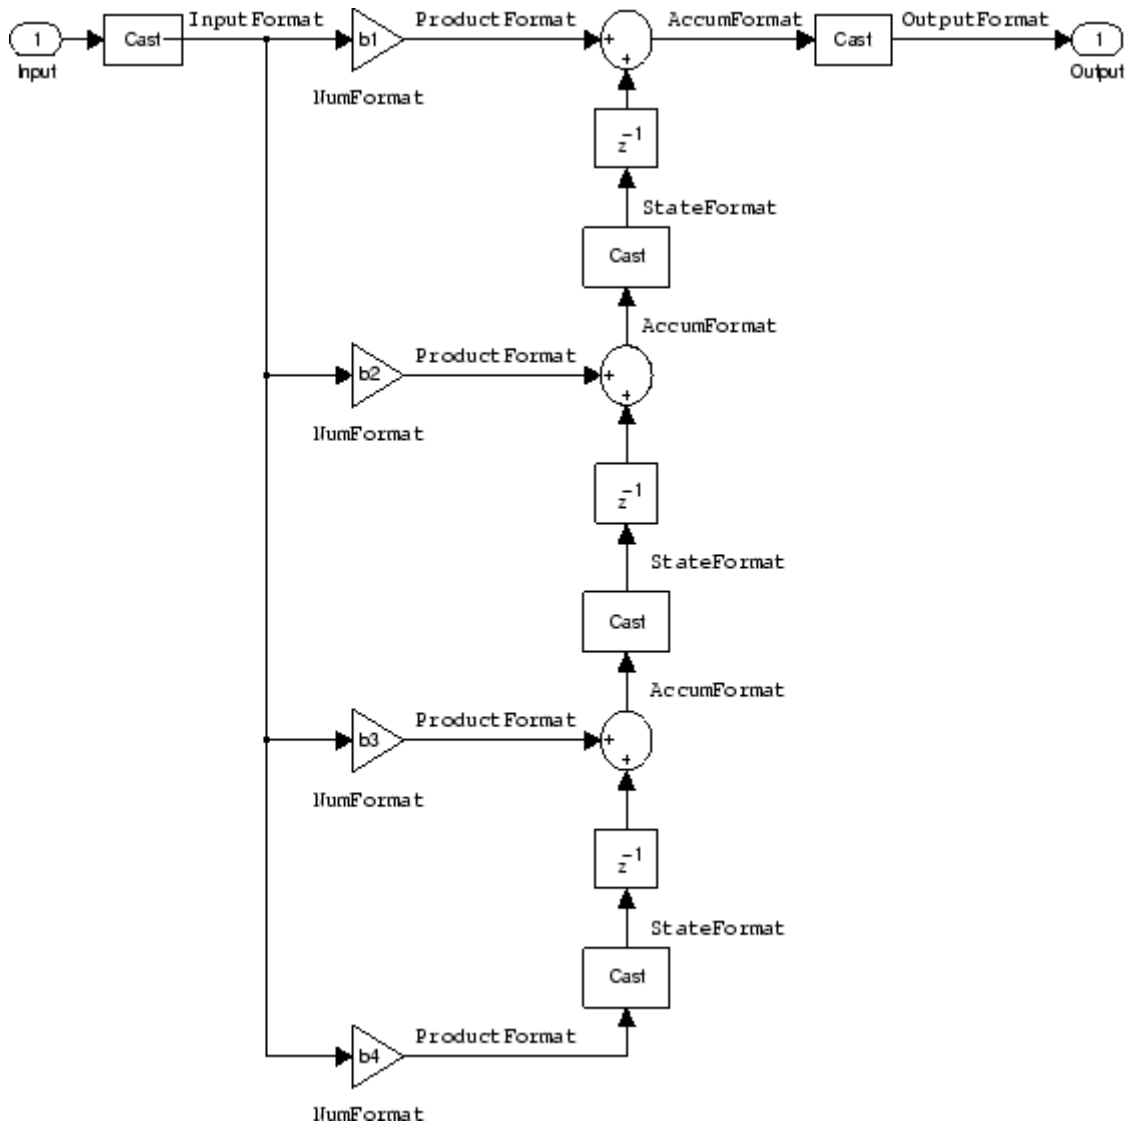 InputFormat ProductFormat AccumFormat OutputFormat
1 Cast b1 + Cast 1
+
Input Output
NumFormat
z^-1
StateFormat
Cast
AccumFormat
ProductFormat
b2 +
+
NumFormat
z^-1
StateFormat
Cast
AccumFormat
ProductFormat
b3 +
+
NumFormat
z^-1
StateFormat
Cast
ProductFormat
b4
NumFormat